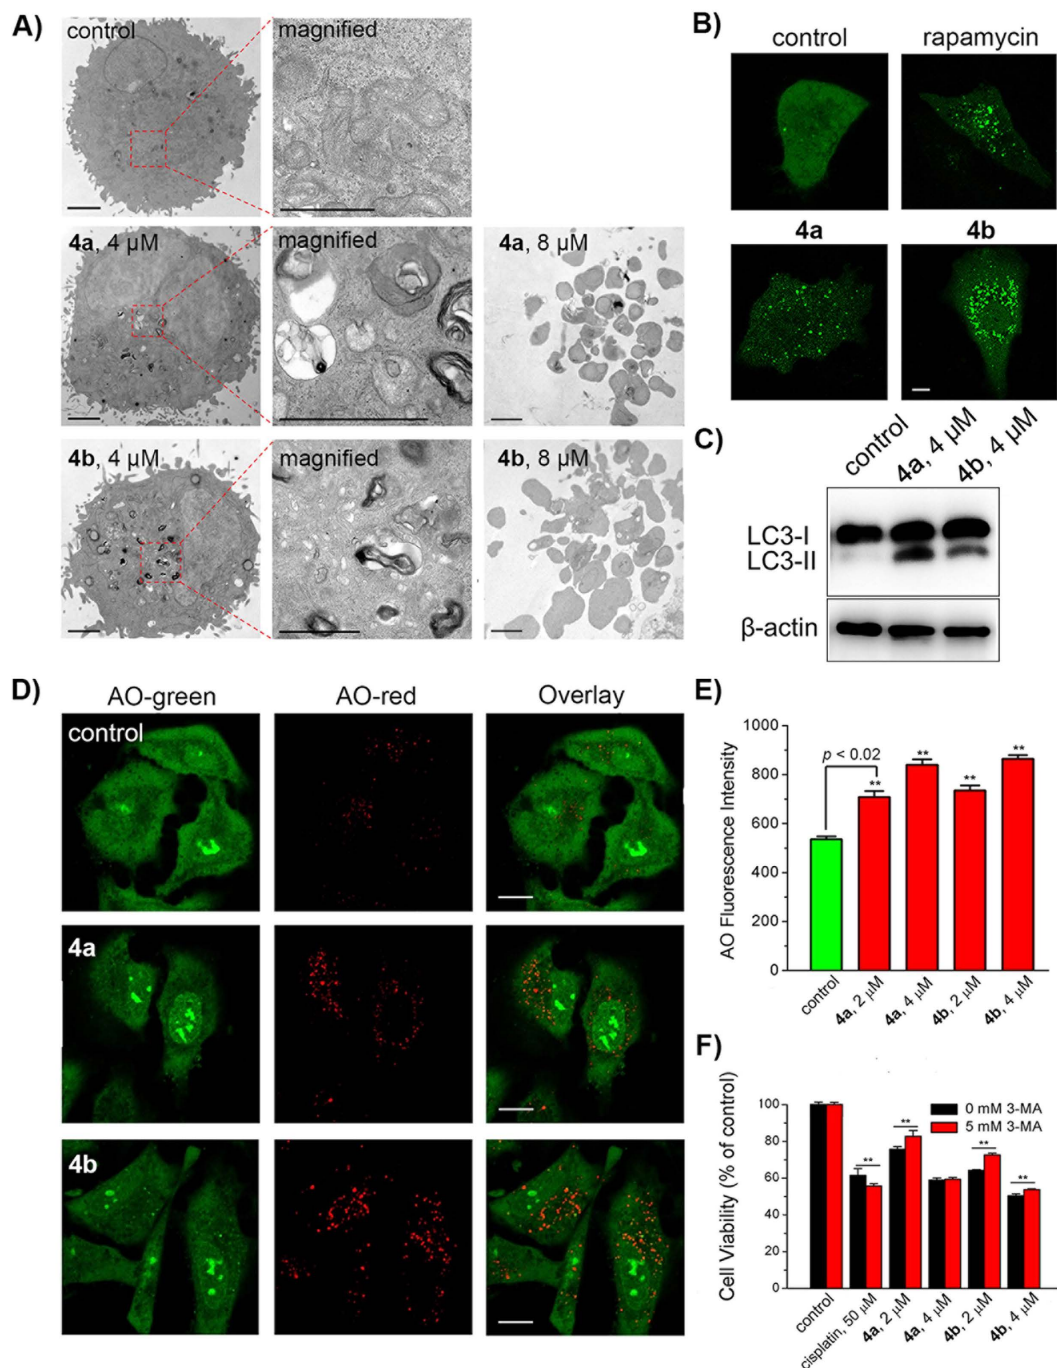 A)
control
magnified
4a, 4 µM
magnified
4a, 8 µM
4b, 4 µM
magnified
4b, 8 µM
B)
control
rapamycin
4a
4b
C)
control
4a, 4 µM
4b, 4 µM
LC3-I
LC3-II
β-actin
D)
AO-green
AO-red
Overlay
control
4a
4b
E)
AO Fluorescence Intensity
1000
800
600
400
200
0
p < 0.02
**
**
**
**
control
4a, 2 µM
4a, 4 µM
4b, 2 µM
4b, 4 µM
F)
Cell Viability (% of control)
100
80
60
40
20
0
0 mM 3-MA
5 mM 3-MA
**
**
**
**
control
cisplatin, 50 µM
4a, 2 µM
4a, 4 µM
4b, 2 µM
4b, 4 µM